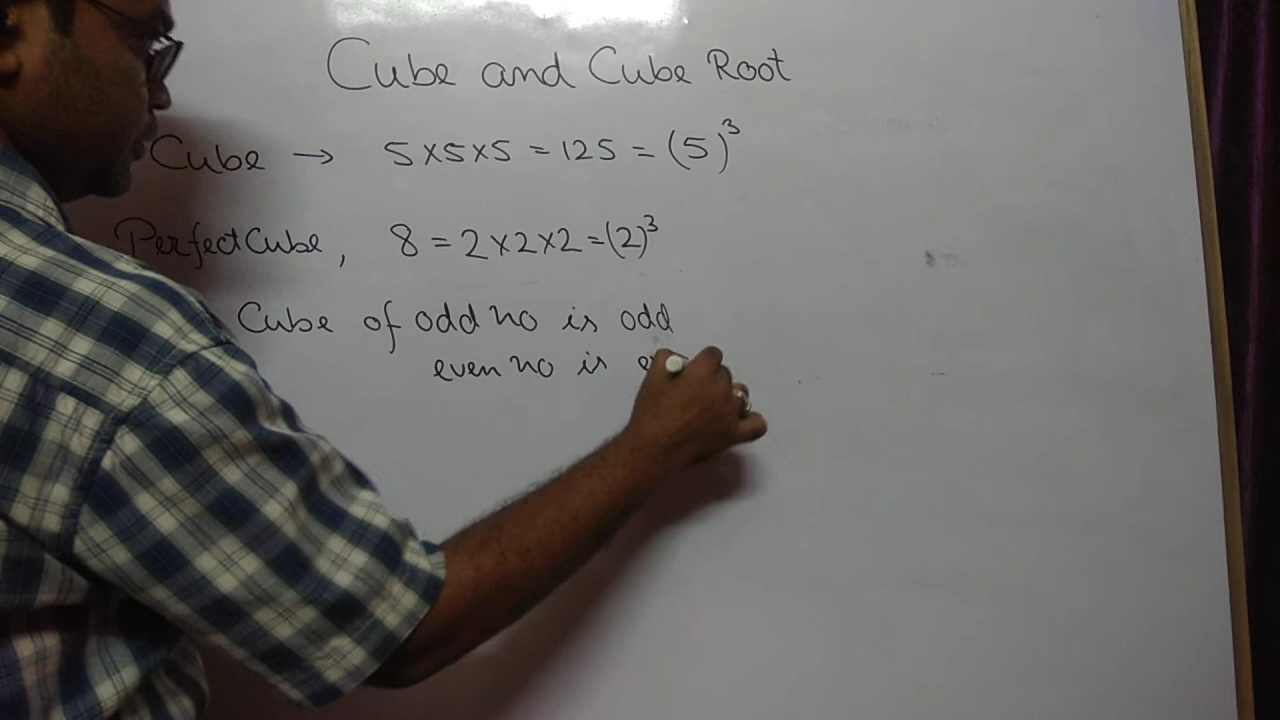 Cube and Cube Root
Cube → 5×5×5 = 125 = (5)³
Perfect Cube, 8 = 2×2×2 = (2)³
Cube of odd no is odd
even no is